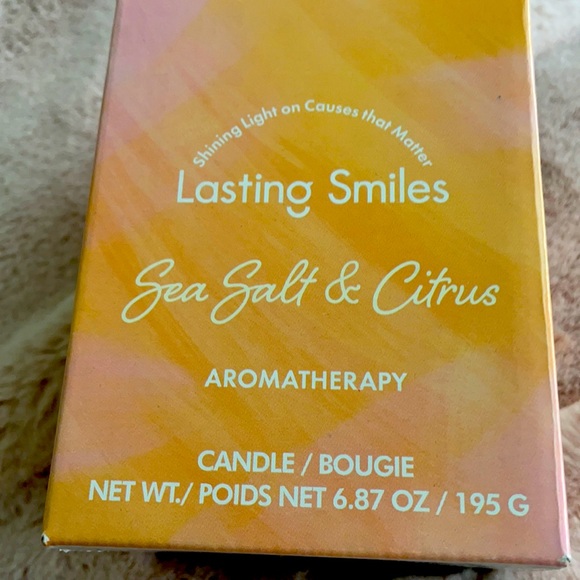 Shining Light on Causes that Matter
Lasting Smiles
Sea Salt & Citrus
AROMATHERAPY
CANDLE / BOUGIE
NET WT./ POIDS NET 6.87 OZ / 195 G